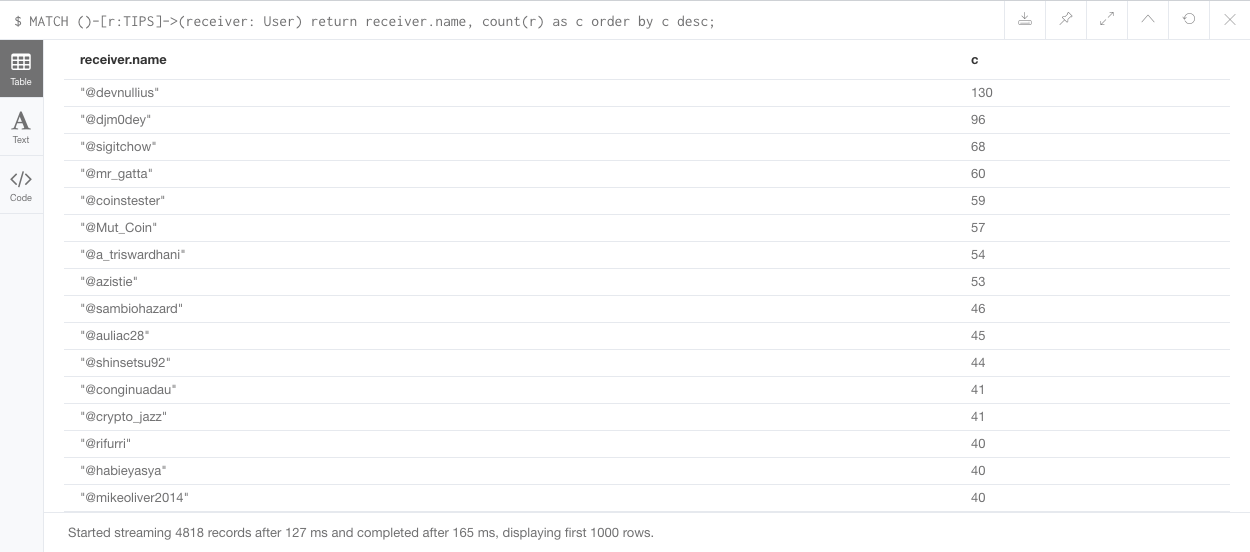 $ MATCH ()-[r:TIPS]->(receiver: User) return receiver.name, count(r) as c order by c desc;
Table
Text
Code
receiver.name c
"@devnullius" 130
"@djm0dey" 96
"@sigitchow" 68
"@mr_gatta" 60
"@coinstester" 59
"@Mut_Coin" 57
"@a_triswardhani" 54
"@azistie" 53
"@sambiohazard" 46
"@auliac28" 45
"@shinsetsu92" 44
"@conginuadau" 41
"@crypto_jazz" 41
"@rifurri" 40
"@habieyasya" 40
"@mikeoliver2014" 40
Started streaming 4818 records after 127 ms and completed after 165 ms, displaying first 1000 rows.